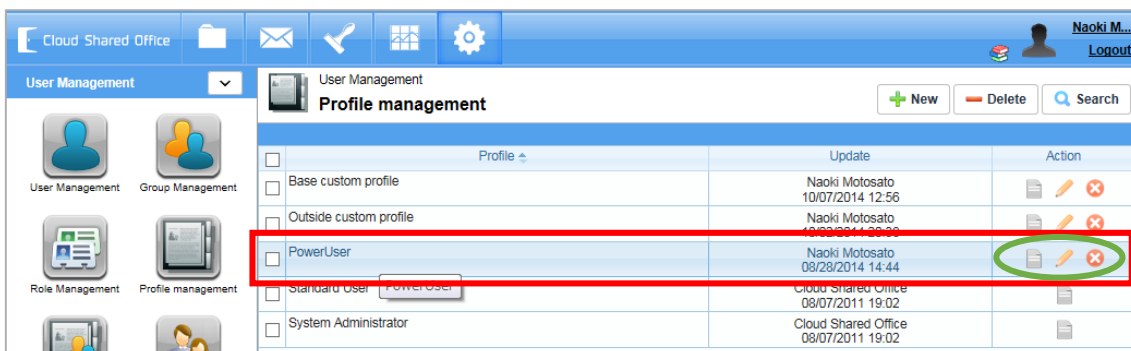 Cloud Shared Office
Naoki M...
Logout
User Management
User Management
Profile management
New
Delete
Search
Profile
Update
Action
Base custom profile
Naoki Motosato
10/07/2014 12:56
Outside custom profile
Naoki Motosato
PowerUser
Naoki Motosato
08/28/2014 14:44
Standard User
PowerUser
Cloud Shared Office
08/07/2011 19:02
System Administrator
Cloud Shared Office
08/07/2011 19:02
User Management
Group Management
Role Management
Profile management